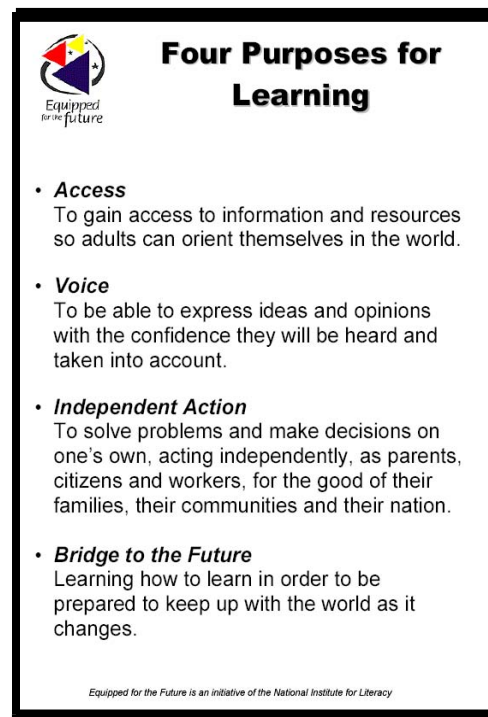 Four Purposes for
Learning
Equipped
for the future
• Access
To gain access to information and resources
so adults can orient themselves in the world.
• Voice
To be able to express ideas and opinions
with the confidence they will be heard and
taken into account.
• Independent Action
To solve problems and make decisions on
one's own, acting independently, as parents,
citizens and workers, for the good of their
families, their communities and their nation.
• Bridge to the Future
Learning how to learn in order to be
prepared to keep up with the world as it
changes.
Equipped for the Future is an initiative of the National Institute for Literacy